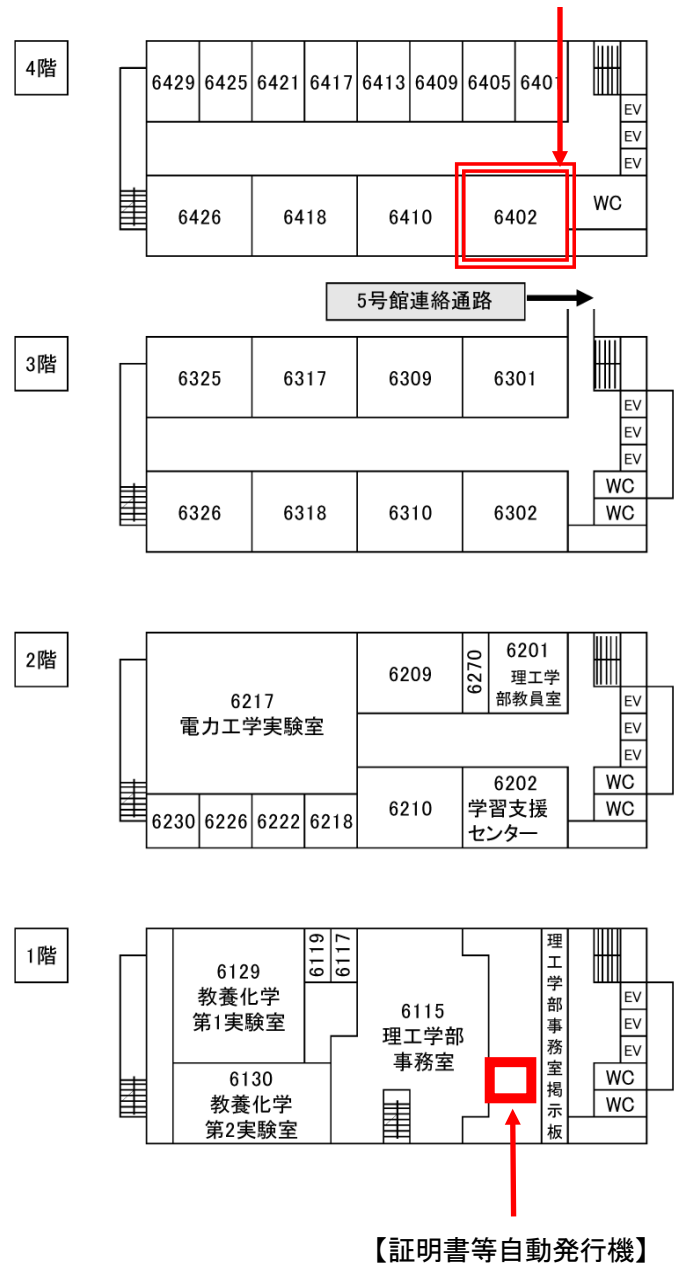 4階
6429 6425 6421 6417 6413 6409 6405 6401
EV
EV
EV
WC
6426 6418 6410 6402
5号館連絡通路
3階
6325 6317 6309 6301
EV
EV
EV
WC
WC
6326 6318 6310 6302
2階
6217
電力工学実験室
6209
6270
6201
理工学
部教員室
EV
EV
EV
WC
WC
6230 6226 6222 6218
6210
6202
学習支援
センター
1階
6129
教養化学
第1実験室
6119
6117
6115
理工学部
事務室
理工学部事務室掲示板
EV
EV
EV
WC
WC
6130
教養化学
第2実験室
【証明書等自動発行機】